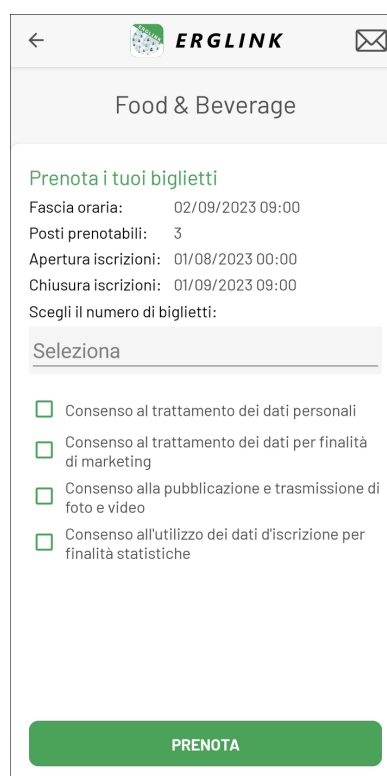 ERGLINK
Food & Beverage
Prenota i tuoi biglietti
Fascia oraria: 02/09/2023 09:00
Posti prenotabili: 3
Apertura iscrizioni: 01/08/2023 00:00
Chiusura iscrizioni: 01/09/2023 09:00
Scegli il numero di biglietti:
Seleziona
Consenso al trattamento dei dati personali
Consenso al trattamento dei dati per finalità
di marketing
Consenso alla pubblicazione e trasmissione di
foto e video
Consenso all'utilizzo dei dati d'iscrizione per
finalità statistiche
PRENOTA